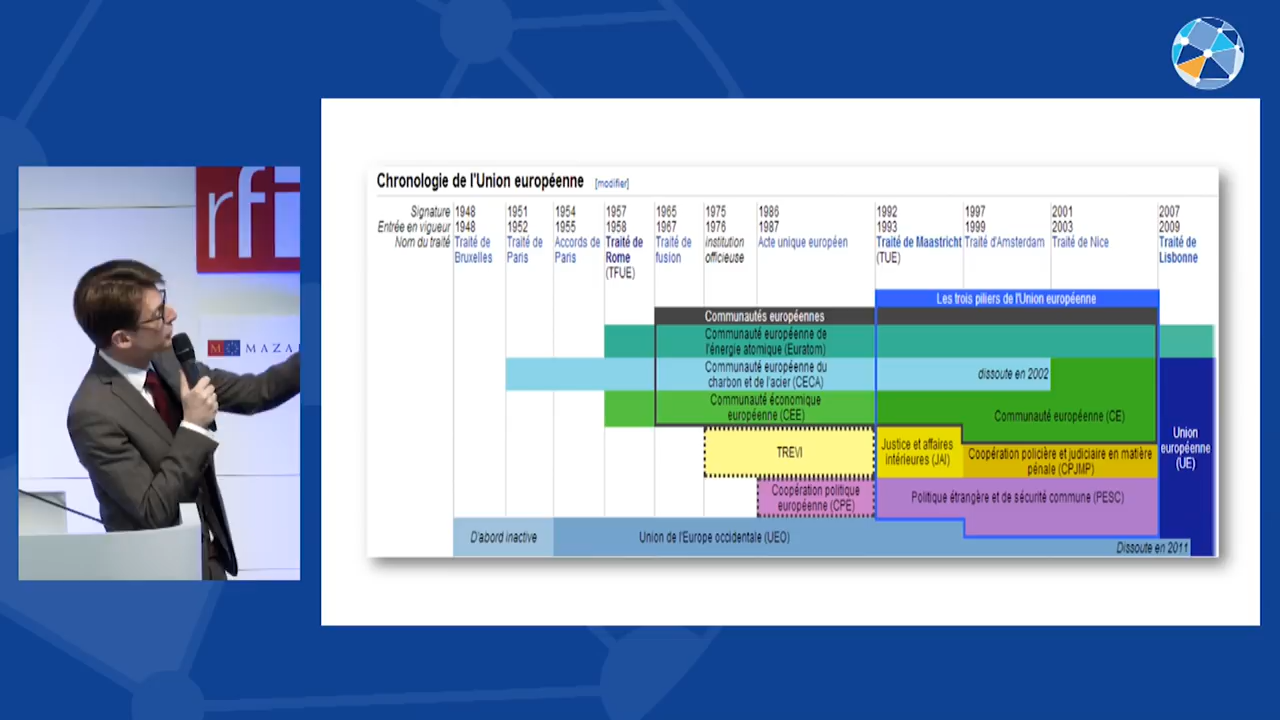 rfi
M MAZA
Chronologie de l'Union européenne [modifier]
Signature 1948 1951 1954 1957 1965 1975 1986 1992 1997 2001 2007
Entrée en vigueur 1948 1952 1955 1958 1967 1976 1987 1993 1999 2003 2009
Nom du traité Traité de Traité de Accords de Traité de Traité de institution Acte unique européen Traité de Maastricht Traité d'Amsterdam Traité de Nice Traité de
Bruxelles Paris Paris Rome fusion officieuse (TUE) Lisbonne
(TFUE)
Les trois piliers de l'Union européenne
Communautés européennes
Communauté européenne de
l'énergie atomique (Euratom)
Communauté européenne du
charbon et de l'acier (CECA)
dissoute en 2002
Communauté économique
européenne (CEE)
Communauté européenne (CE)
TREVI
Justice et affaires
intérieures (JAI)
Coopération policière et judiciaire en matière
pénale (CPJMP)
Union
européenne
(UE)
Coopération politique
européenne (CPE)
Politique étrangère et de sécurité commune (PESC)
D'abord inactive
Union de l'Europe occidentale (UEO)
Dissoute en 2011